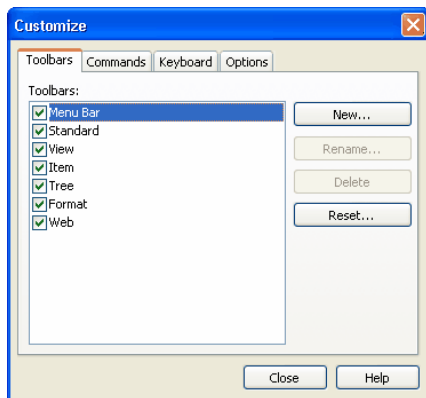 Customize
Toolbars Commands Keyboard Options
Toolbars:
Menu Bar
Standard
View
Item
Tree
Format
Web
New...
Rename...
Delete
Reset...
Close Help